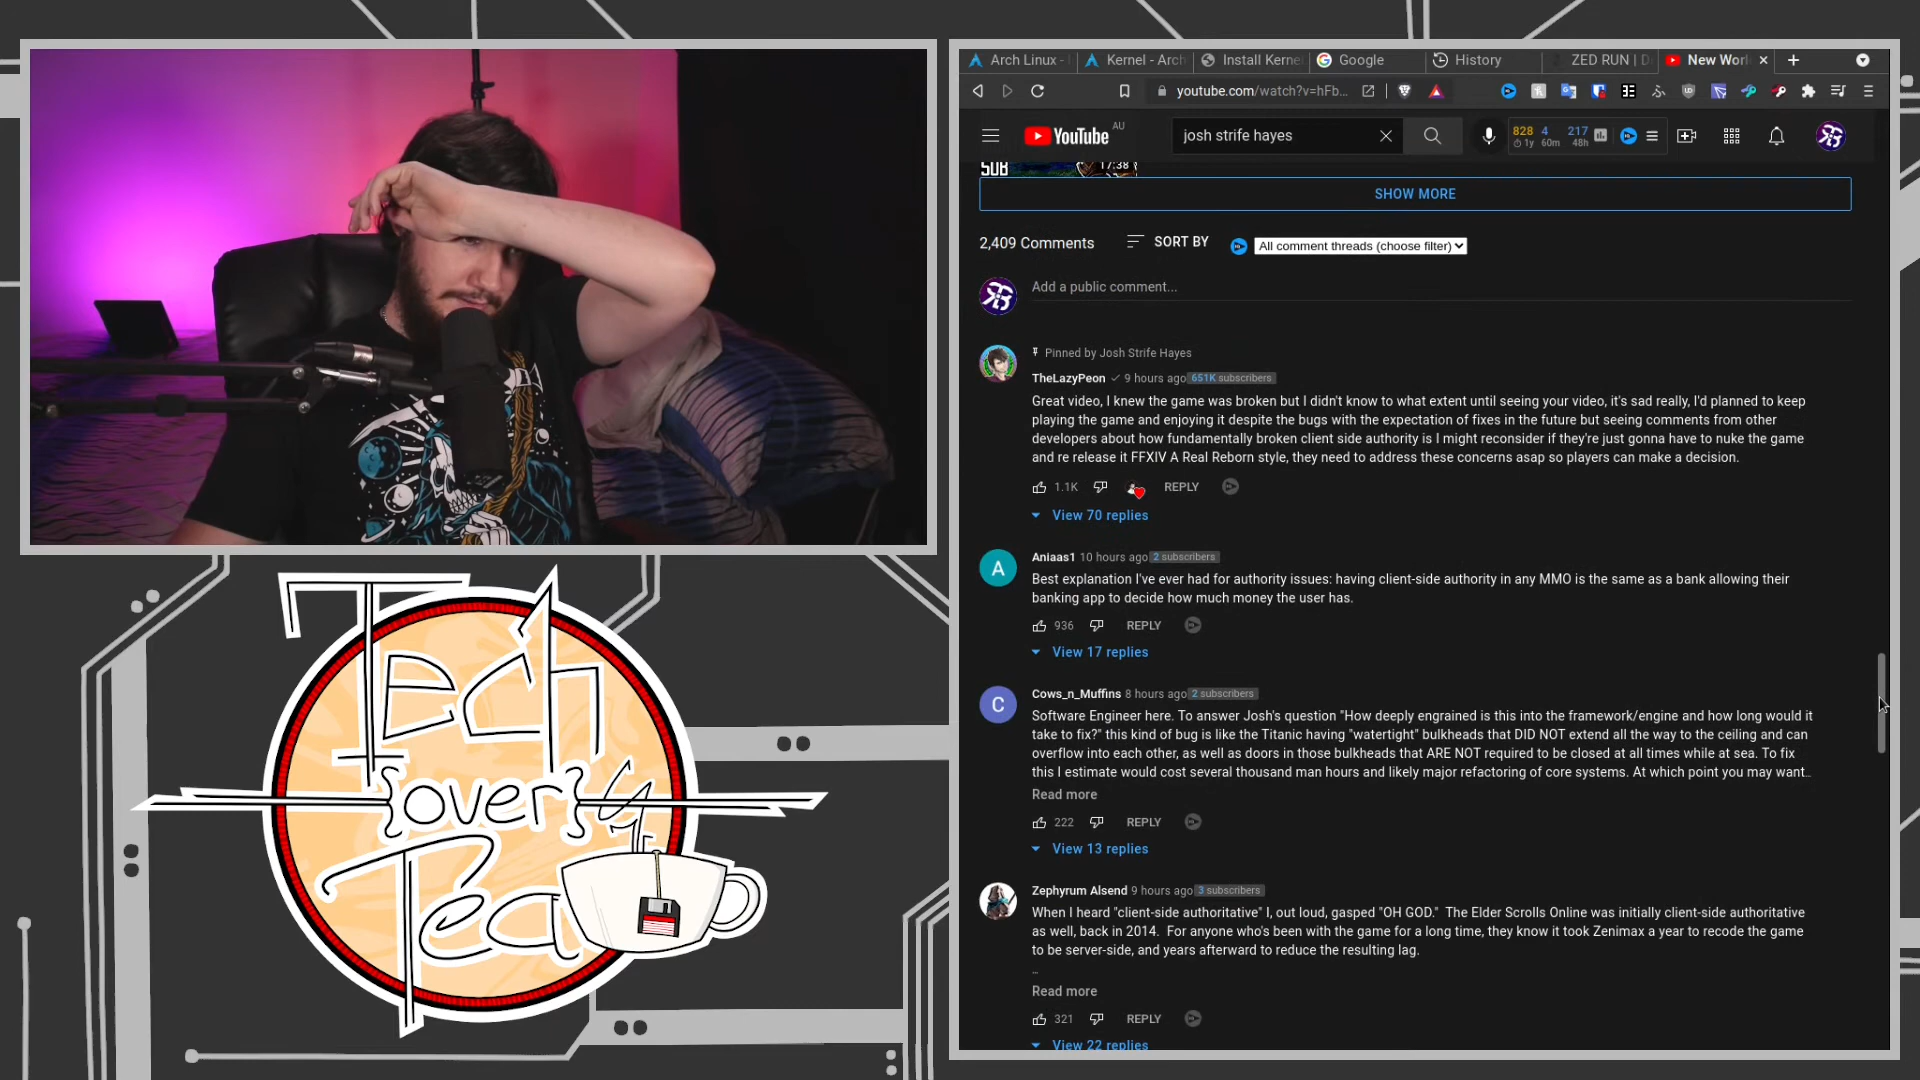 Arch Linux -
Kernel - Arch
Install Kerne
Google
History
ZED RUN | D
New Worl
youtube.com/watch?v=hFb...
YouTube
AU
josh strife hayes
828 4 217
1y 60m 48h
SUB
17:38
SHOW MORE
2,409 Comments
SORT BY
All comment threads (choose filter)
Add a public comment...
Pinned by Josh Strife Hayes
TheLazyPeon 9 hours ago 651K subscribers
Great video, I knew the game was broken but I didn't know to what extent until seeing your video, it's sad really, I'd planned to keep
playing the game and enjoying it despite the bugs with the expectation of fixes in the future but seeing comments from other
developers about how fundamentally broken client side authority is I might reconsider if they're just gonna have to nuke the game
and re release it FFXIV A Real Reborn style, they need to address these concerns asap so players can make a decision.
1.1K REPLY
View 70 replies
A
Aniaas1 10 hours ago 2 subscribers
Best explanation I've ever had for authority issues: having client-side authority in any MMO is the same as a bank allowing their
banking app to decide how much money the user has.
936 REPLY
View 17 replies
C
Cows_n_Muffins 8 hours ago 2 subscribers
Software Engineer here. To answer Josh's question "How deeply engrained is this into the framework/engine and how long would it
take to fix?" this kind of bug is like the Titanic having "watertight" bulkheads that DID NOT extend all the way to the ceiling and can
overflow into each other, as well as doors in those bulkheads that ARE NOT required to be closed at all times while at sea. To fix
this I estimate would cost several thousand man hours and likely major refactoring of core systems. At which point you may want...
Read more
222 REPLY
View 13 replies
Zephyrum Alsend 9 hours ago 3 subscribers
When I heard "client-side authoritative" I, out loud, gasped "OH GOD." The Elder Scrolls Online was initially client-side authoritative
as well, back in 2014. For anyone who's been with the game for a long time, they know it took Zenimax a year to recode the game
to be server-side, and years afterward to reduce the resulting lag.
...
Read more
321 REPLY
View 22 replies
Tech
{over}
Tea